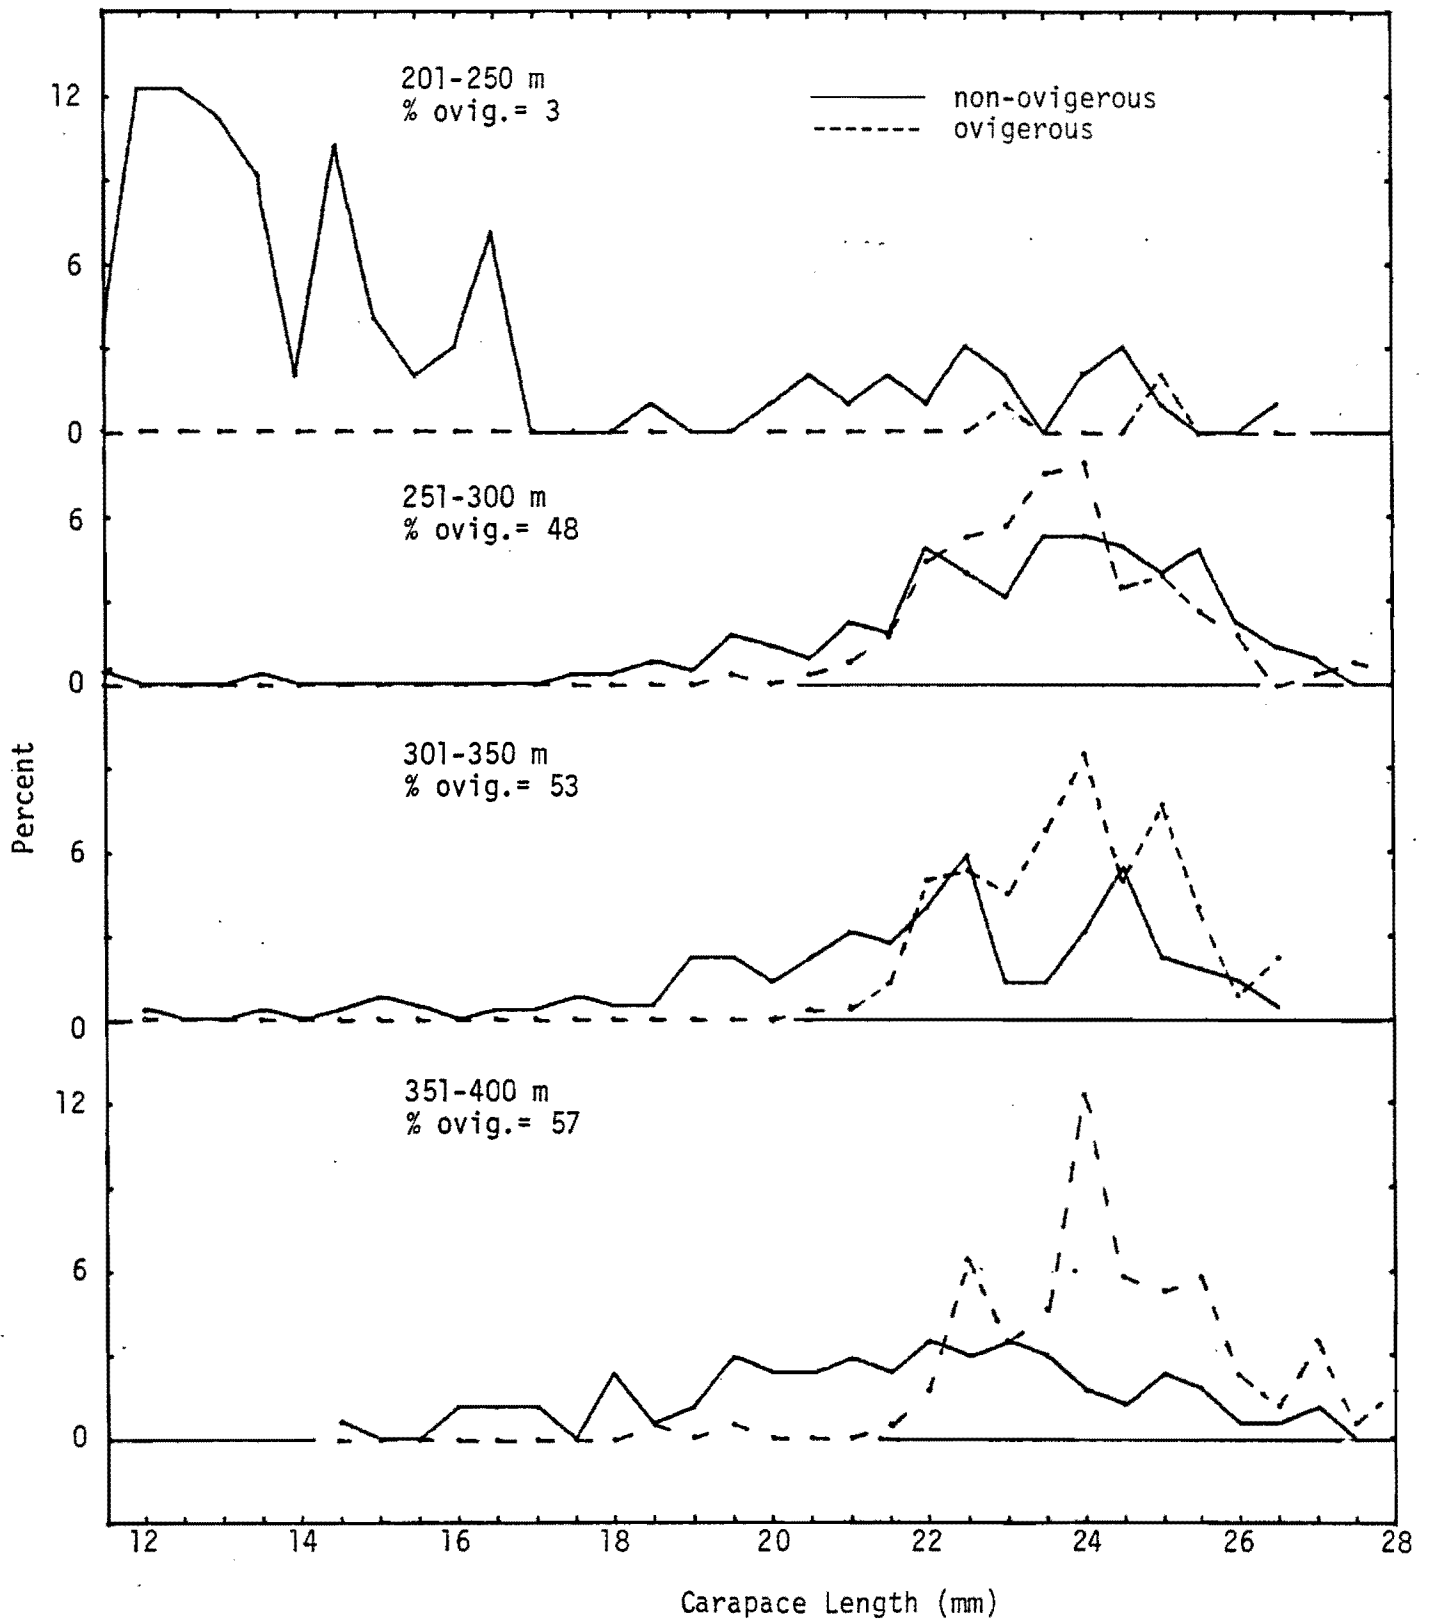 201-250 m
% ovig.= 3
non-ovigerous
ovigerous
12
6
0
251-300 m
% ovig.= 48
6
0
301-350 m
% ovig.= 53
6
0
351-400 m
% ovig.= 57
12
6
0
Percent
12 14 16 18 20 22 24 26 28
Carapace Length (mm)